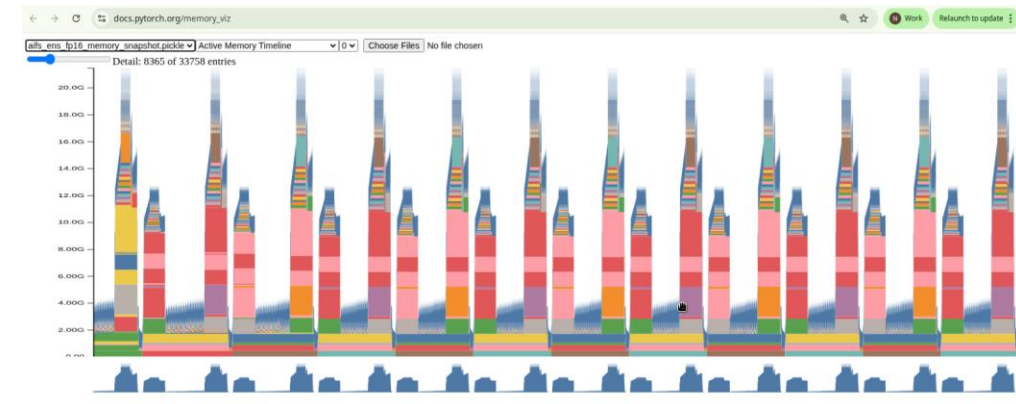 docs.pytorch.org/memory_viz
N Work
Relaunch to update
aifs_ens_fp16_memory_snapshot.pickle Active Memory Timeline 0 Choose Files No file chosen
Detail: 8365 of 33758 entries
20.0G
18.0G
16.0G
14.0G
12.0G
10.0G
8.00G
6.00G
4.00G
2.00G
0.00